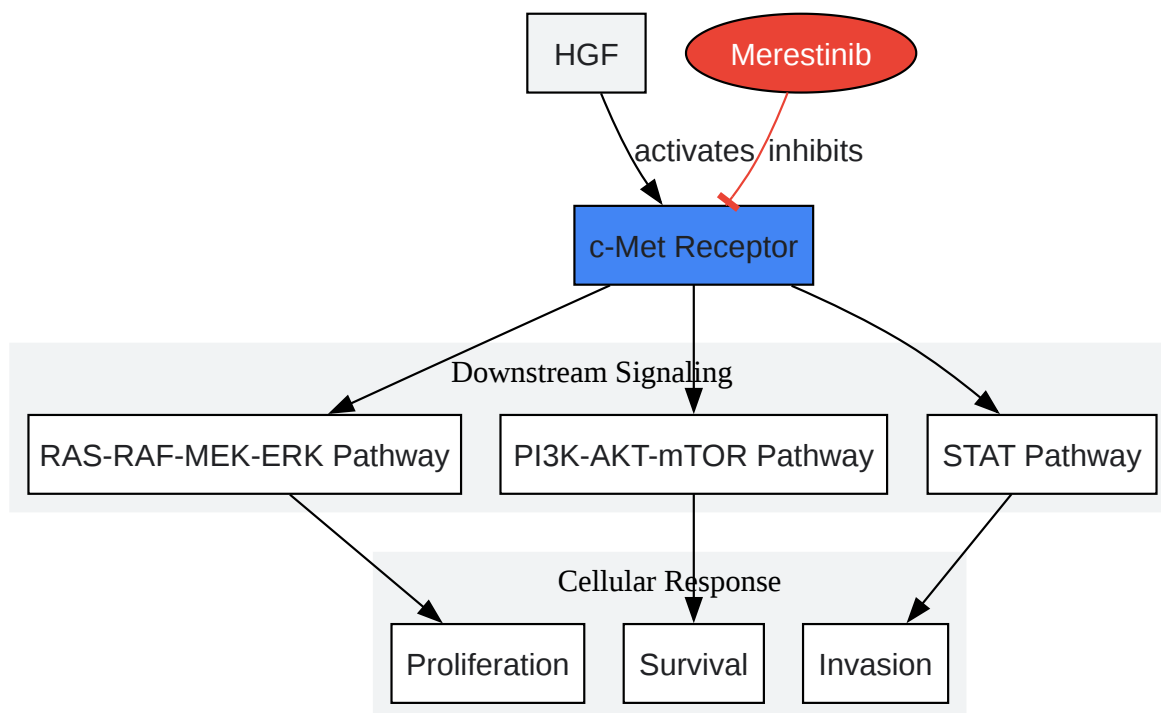 HGF
Merestinib
activates
inhibits
c-Met Receptor
Downstream Signaling
RAS-RAF-MEK-ERK Pathway
PI3K-AKT-mTOR Pathway
STAT Pathway
Cellular Response
Proliferation
Survival
Invasion